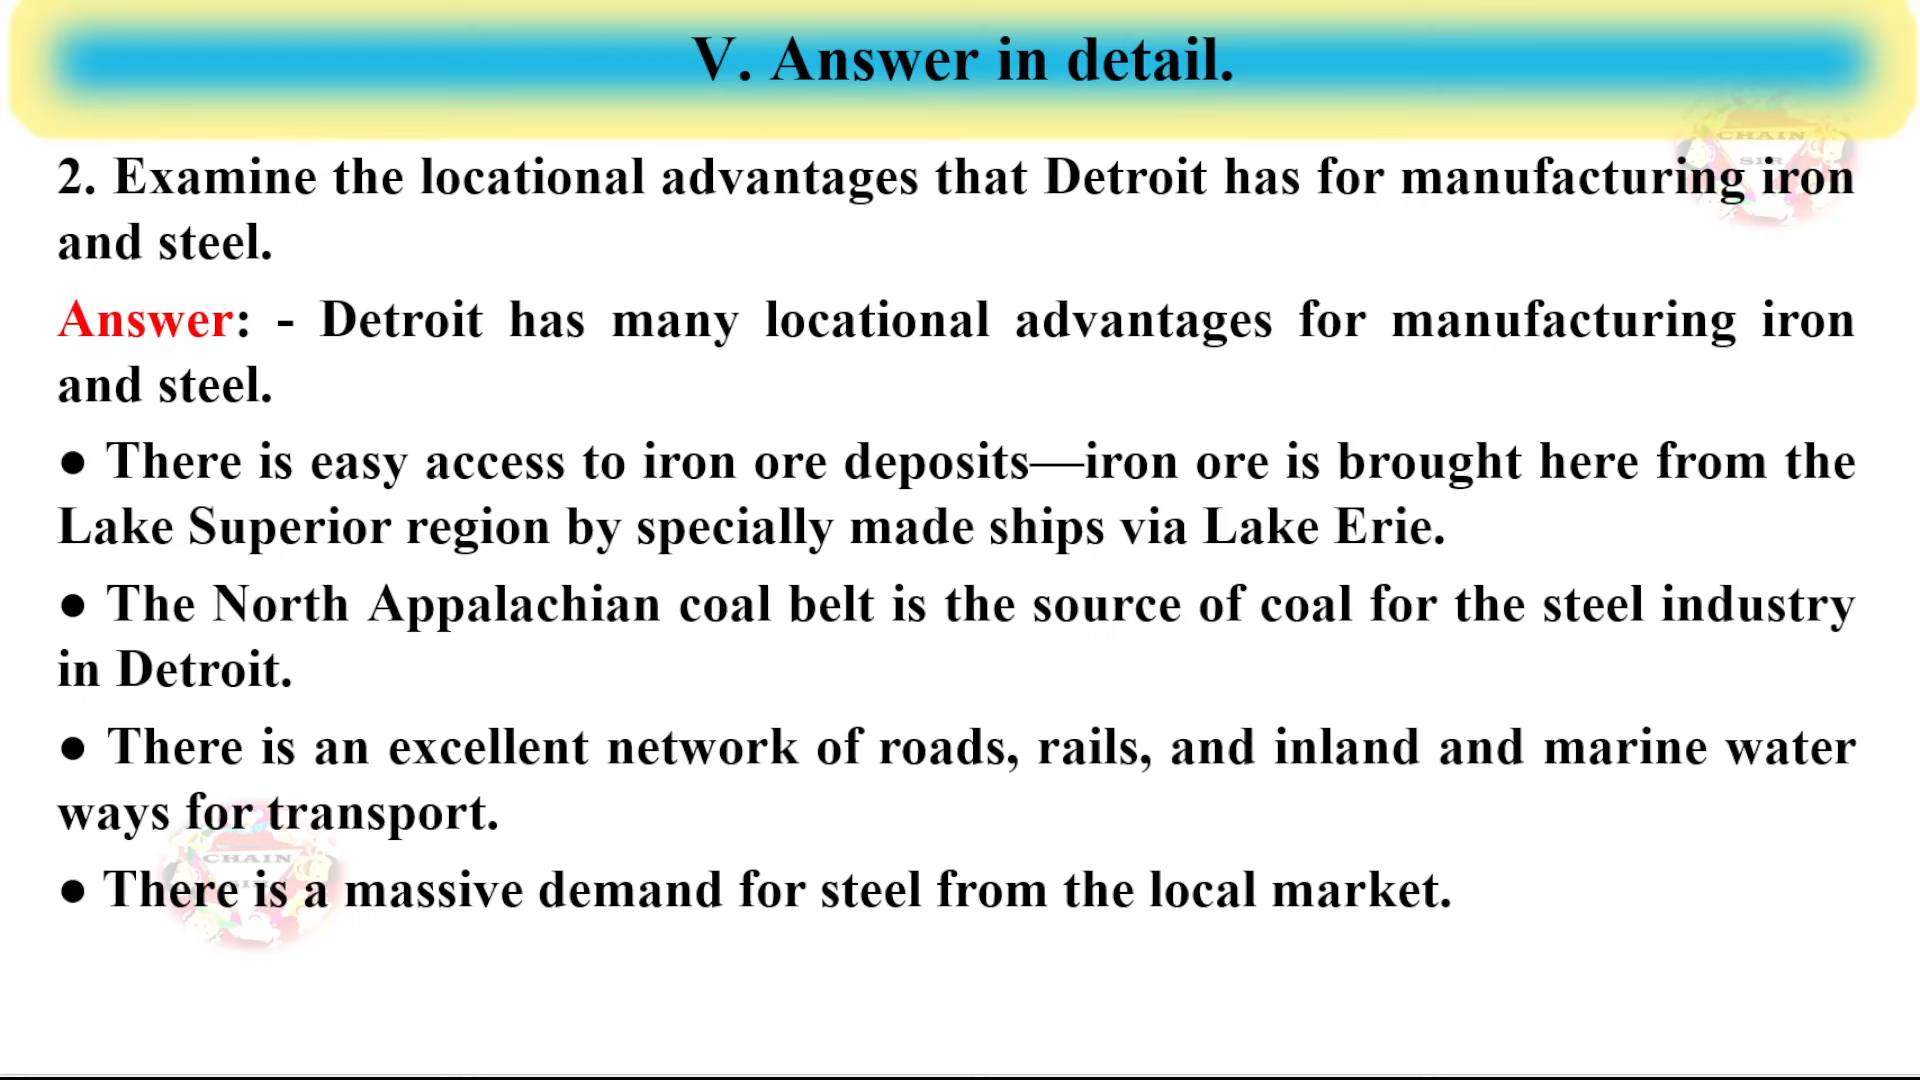 V. Answer in detail.
CHAIN
SIR
2. Examine the locational advantages that Detroit has for manufacturing iron
and steel.
Answer: - Detroit has many locational advantages for manufacturing iron
and steel.
● There is easy access to iron ore deposits—iron ore is brought here from the
Lake Superior region by specially made ships via Lake Erie.
● The North Appalachian coal belt is the source of coal for the steel industry
in Detroit.
● There is an excellent network of roads, rails, and inland and marine water
ways for transport.
CHAIN
● There is a massive demand for steel from the local market.